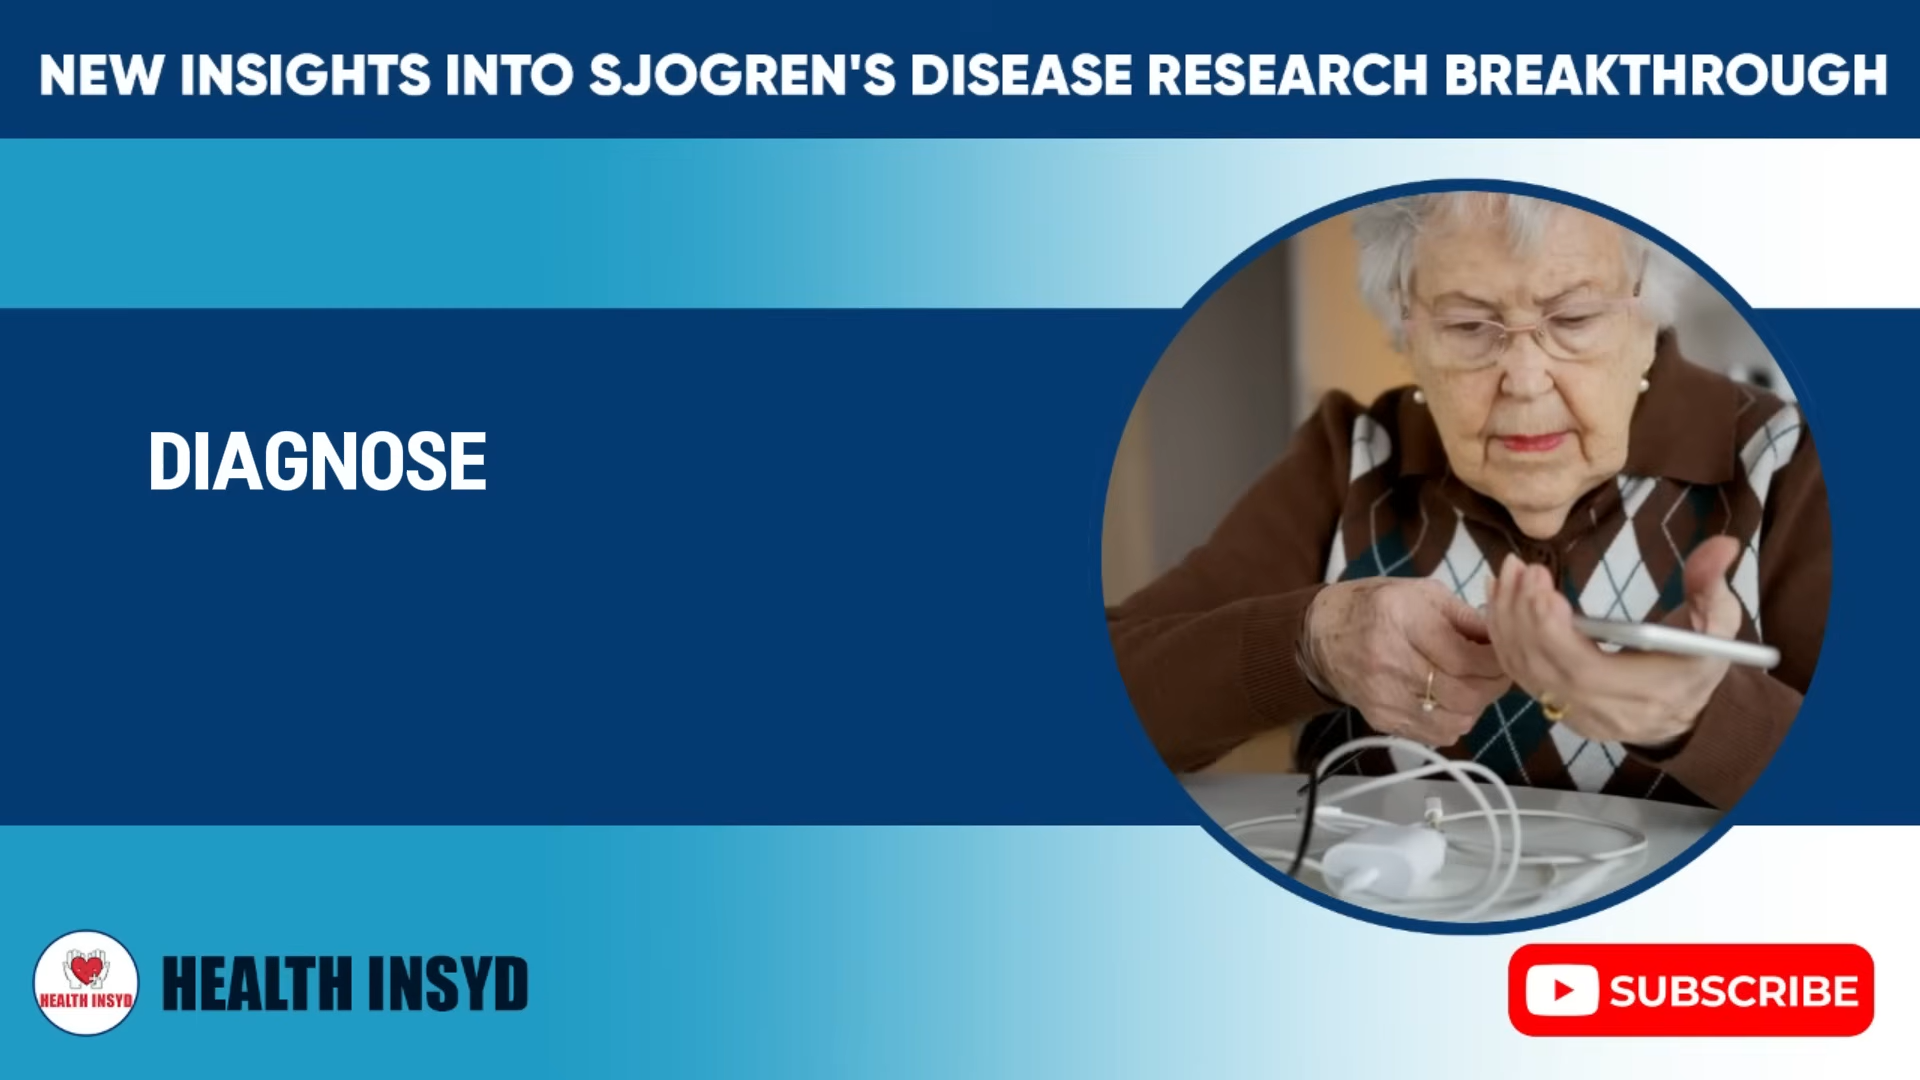 NEW INSIGHTS INTO SJOGREN'S DISEASE RESEARCH BREAKTHROUGH
DIAGNOSE
HEALTH INSYD
HEALTH INSYD
SUBSCRIBE